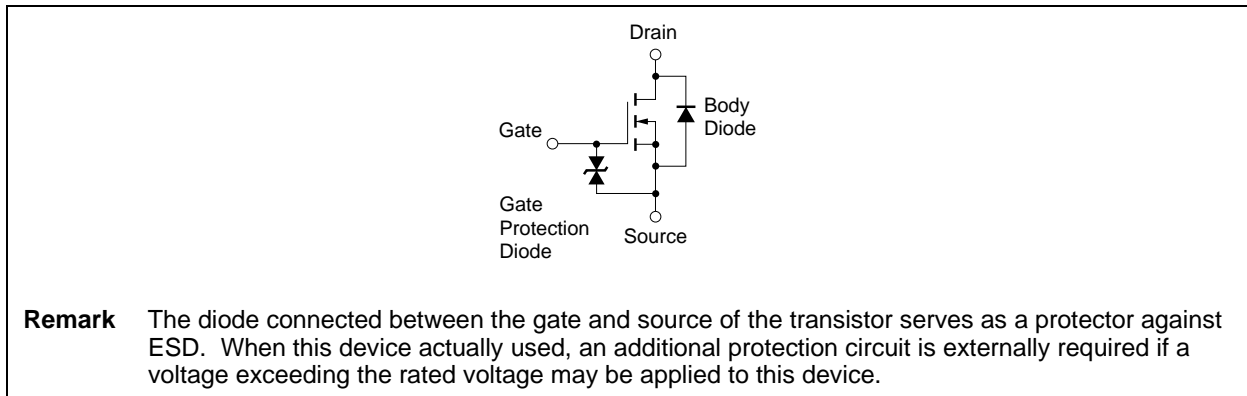 Drain
Body
Diode
Gate
Gate
Protection
Diode
Source
Remark The diode connected between the gate and source of the transistor serves as a protector against
ESD. When this device actually used, an additional protection circuit is externally required if a
voltage exceeding the rated voltage may be applied to this device.